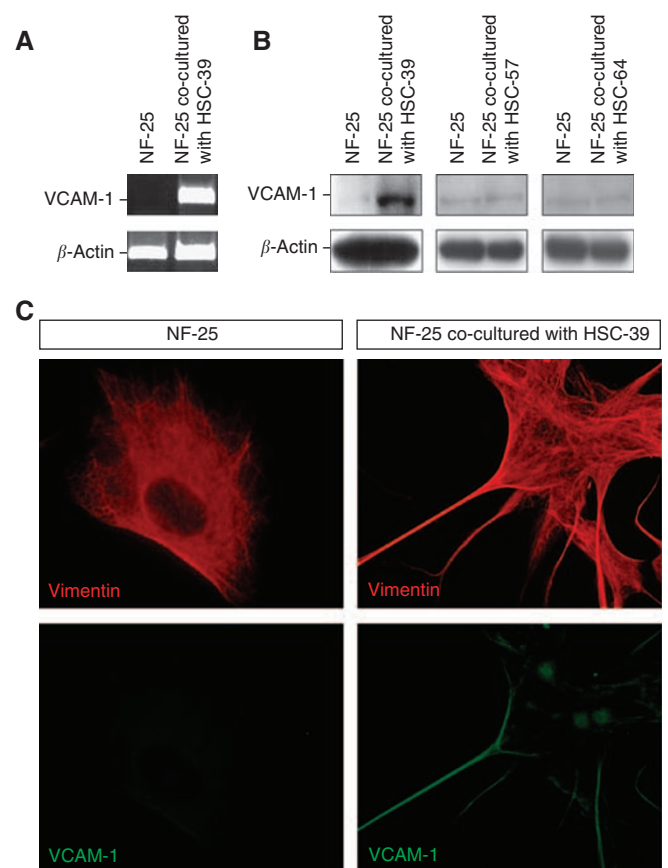 A
NF-25
NF-25 co-cultured
with HSC-39
VCAM-1
β-Actin
B
NF-25
NF-25 co-cultured
with HSC-39
NF-25
NF-25 co-cultured
with HSC-57
NF-25
NF-25 co-cultured
with HSC-64
VCAM-1
β-Actin
C
NF-25
NF-25 co-cultured with HSC-39
Vimentin
Vimentin
VCAM-1
VCAM-1